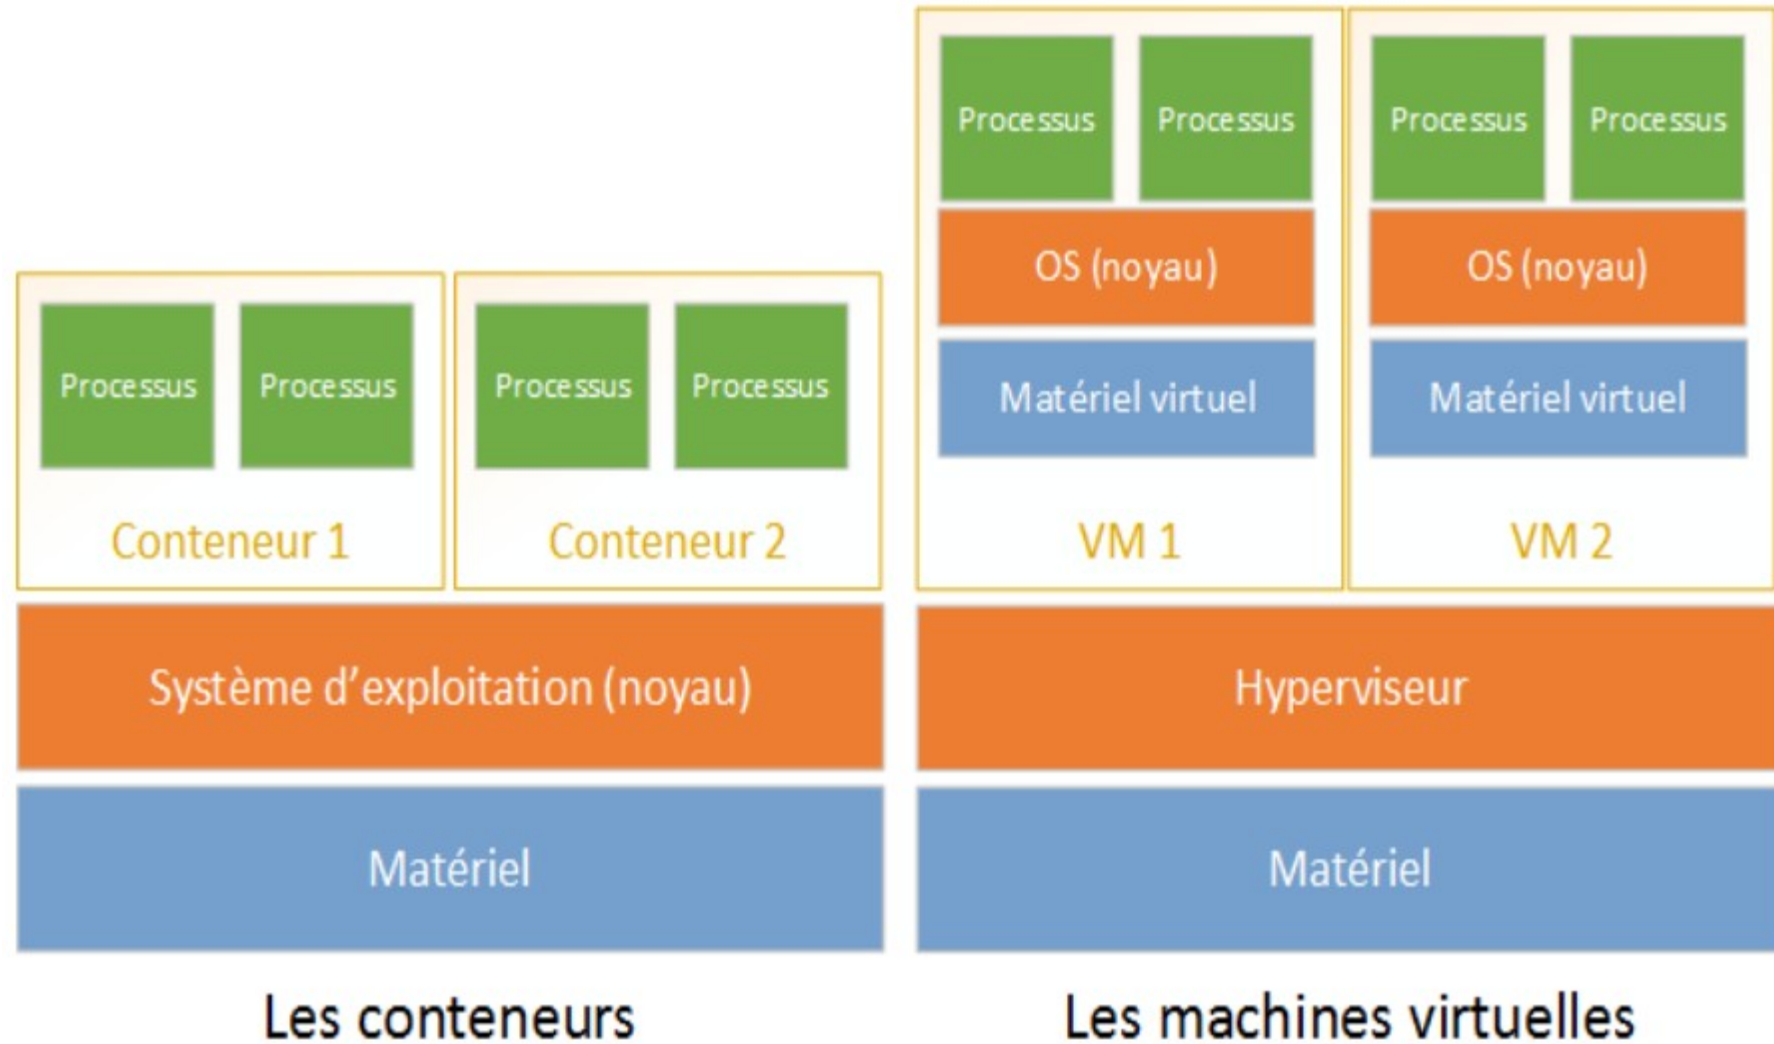 Processus
Processus
Processus
Processus
Conteneur 1
Conteneur 2
Système d’exploitation (noyau)
Matériel
Les conteneurs
Processus
Processus
Processus
Processus
OS (noyau)
OS (noyau)
Matériel virtuel
Matériel virtuel
VM 1
VM 2
Hyperviseur
Matériel
Les machines virtuelles